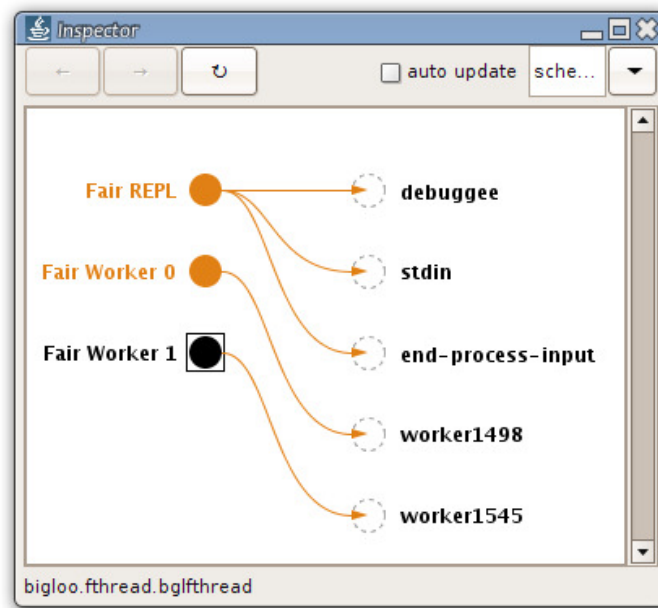 Inspector
auto update
sche...
Fair REPL
debuggee
Fair Worker 0
stdin
Fair Worker 1
end-process-input
worker1498
worker1545
bigloo.fthread.bglfthread